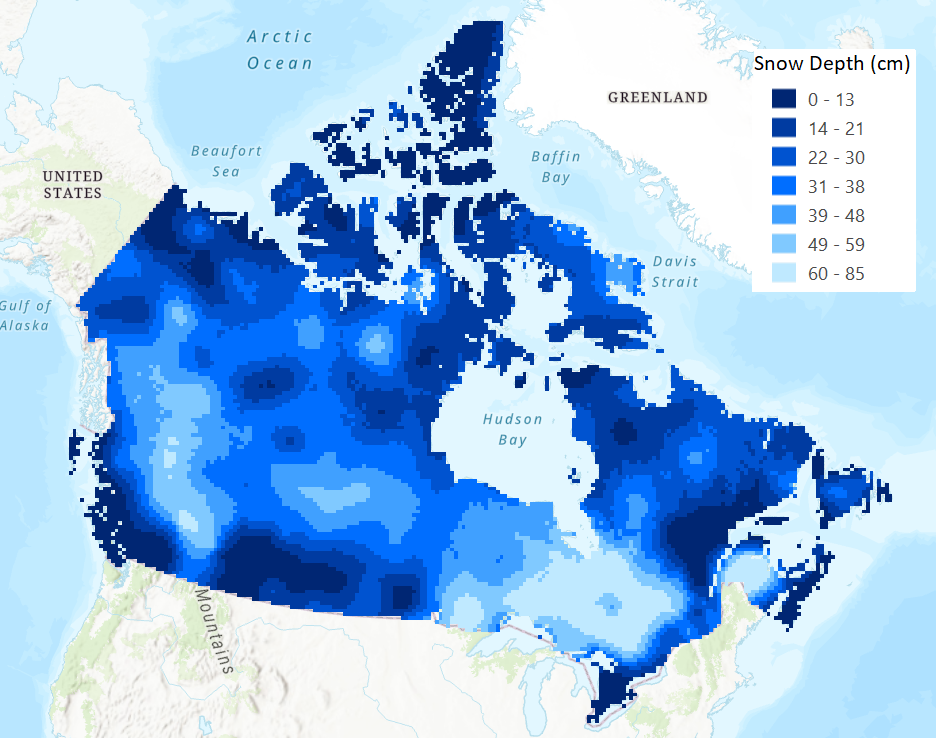 Arctic
Ocean
Snow Depth (cm)
0 - 13
14 - 21
22 - 30
31 - 38
39 - 48
49 - 59
60 - 85
GREENLAND
Beaufort
Sea
Baffin
Bay
UNITED
STATES
Davis
Strait
Gulf of
Alaska
Hudson
Bay
Mountains